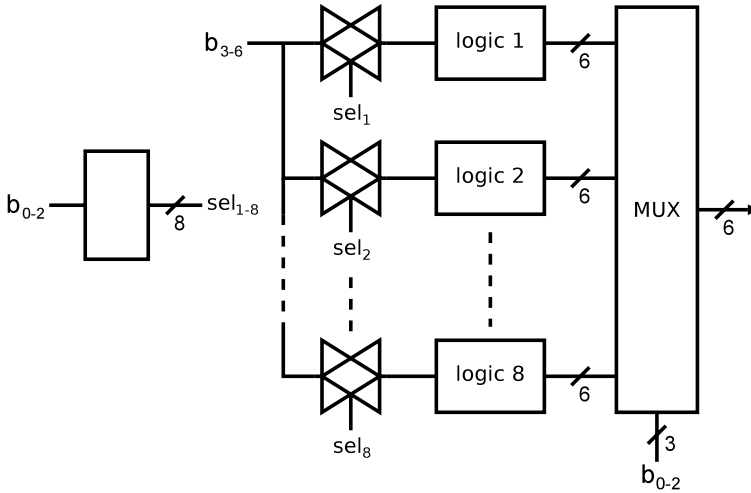 b3-6
logic 1
6
sel1
b0-2
8
sel1-8
logic 2
6
sel2
MUX
6
logic 8
6
sel8
3
b0-2